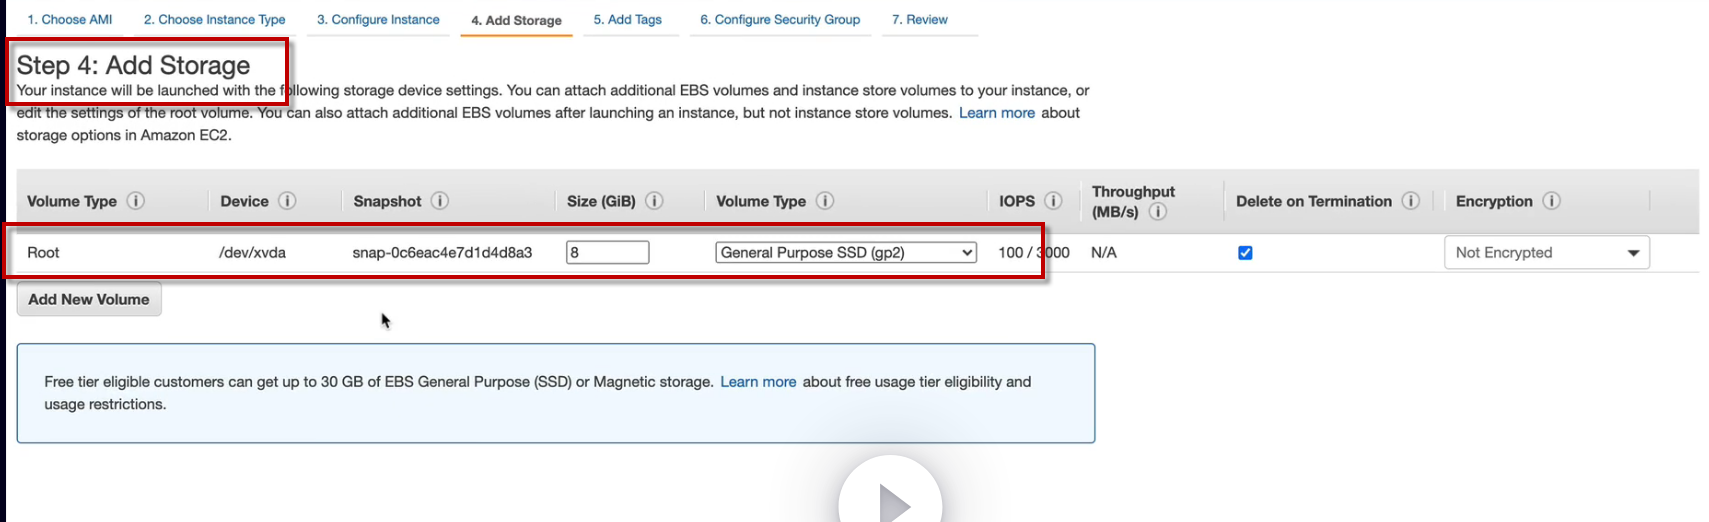 1. Choose AMI 2. Choose Instance Type 3. Configure Instance 4. Add Storage 5. Add Tags 6. Configure Security Group 7. Review
Step 4: Add Storage
Your instance will be launched with the following storage device settings. You can attach additional EBS volumes and instance store volumes to your instance, or
edit the settings of the root volume. You can also attach additional EBS volumes after launching an instance, but not instance store volumes. Learn more about
storage options in Amazon EC2.
Volume Type Device Snapshot Size (GiB) Volume Type IOPS Throughput (MB/s) Delete on Termination Encryption
Root /dev/xvda snap-0c6eac4e7d1d4d8a3 8 General Purpose SSD (gp2) 100 / 3000 N/A Not Encrypted
Add New Volume
Free tier eligible customers can get up to 30 GB of EBS General Purpose (SSD) or Magnetic storage. Learn more about free usage tier eligibility and
usage restrictions.